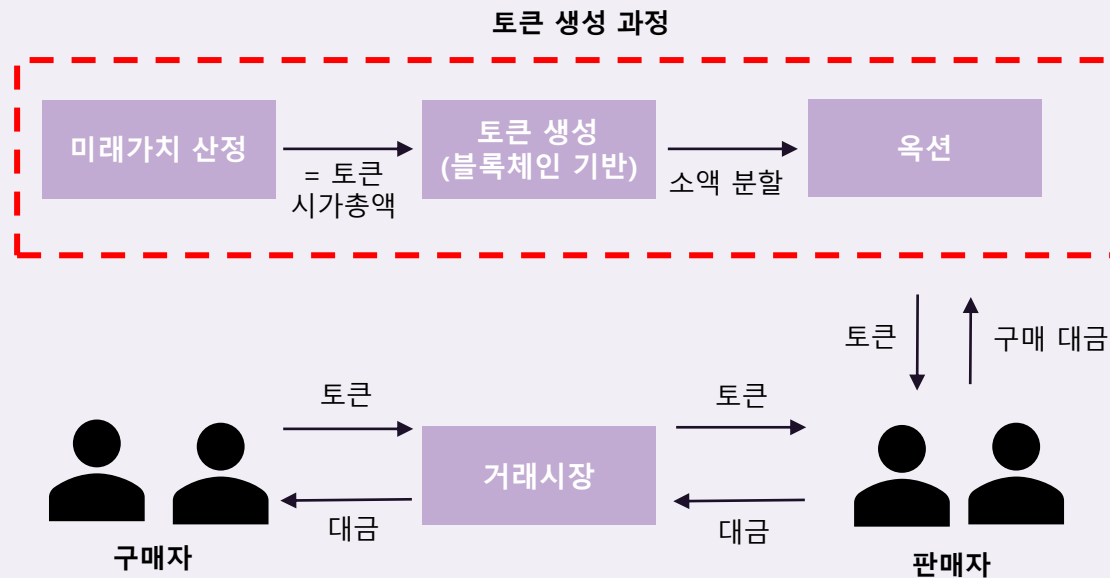 토큰 생성 과정
미래가치 산정
= 토큰
시가총액
토큰 생성
(블록체인 기반)
소액 분할
옥션
토큰
구매 대금
토큰
토큰
거래시장
대금
대금
구매자
판매자